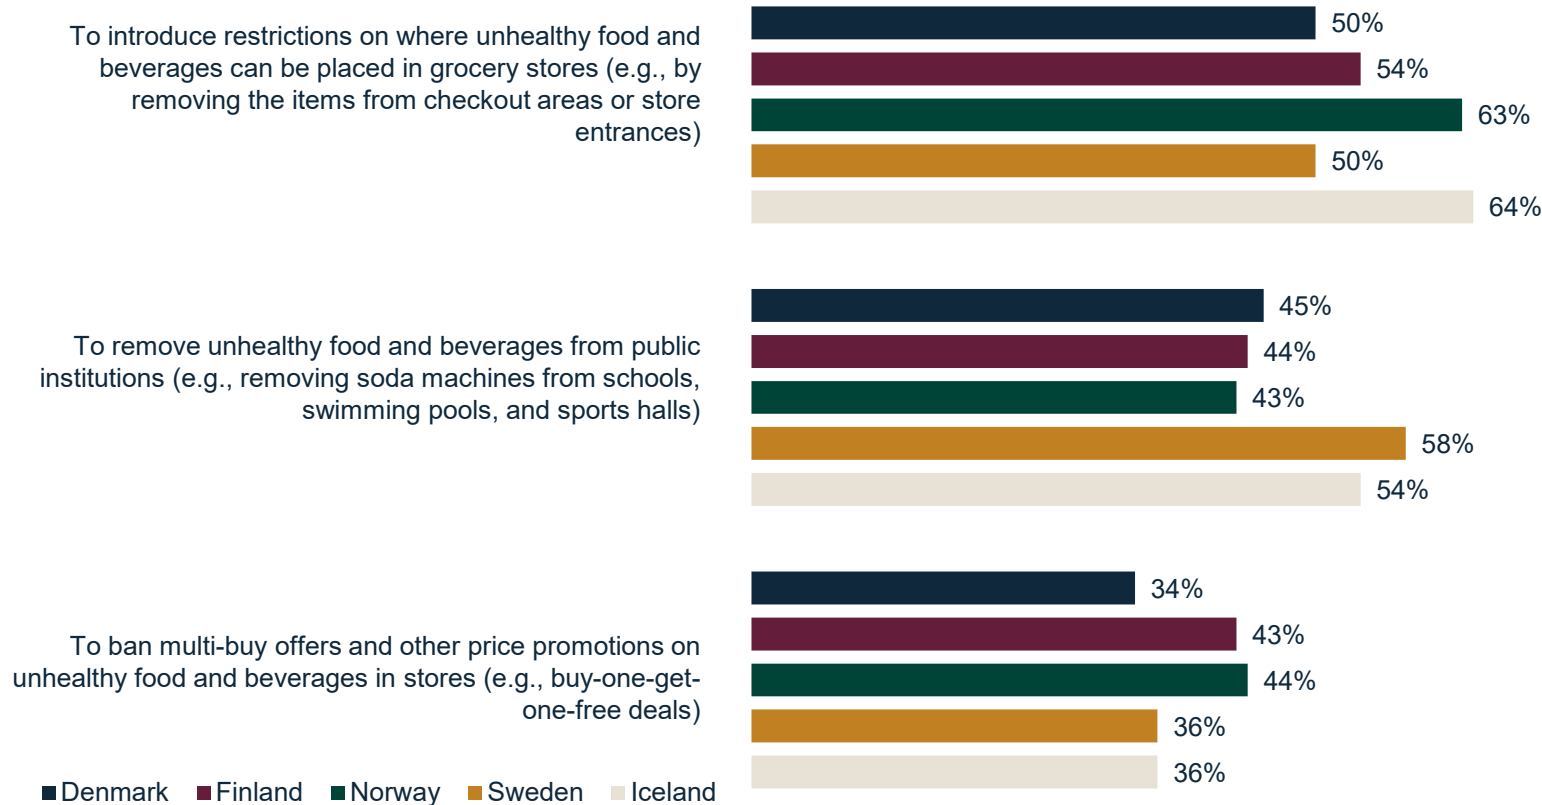 To introduce restrictions on where unhealthy food and
beverages can be placed in grocery stores (e.g., by
removing the items from checkout areas or store
entrances)
50%
54%
63%
50%
64%
To remove unhealthy food and beverages from public
institutions (e.g., removing soda machines from schools,
swimming pools, and sports halls)
45%
44%
43%
58%
54%
To ban multi-buy offers and other price promotions on
unhealthy food and beverages in stores (e.g., buy-one-get-
one-free deals)
34%
43%
44%
36%
36%
Denmark Finland Norway Sweden Iceland